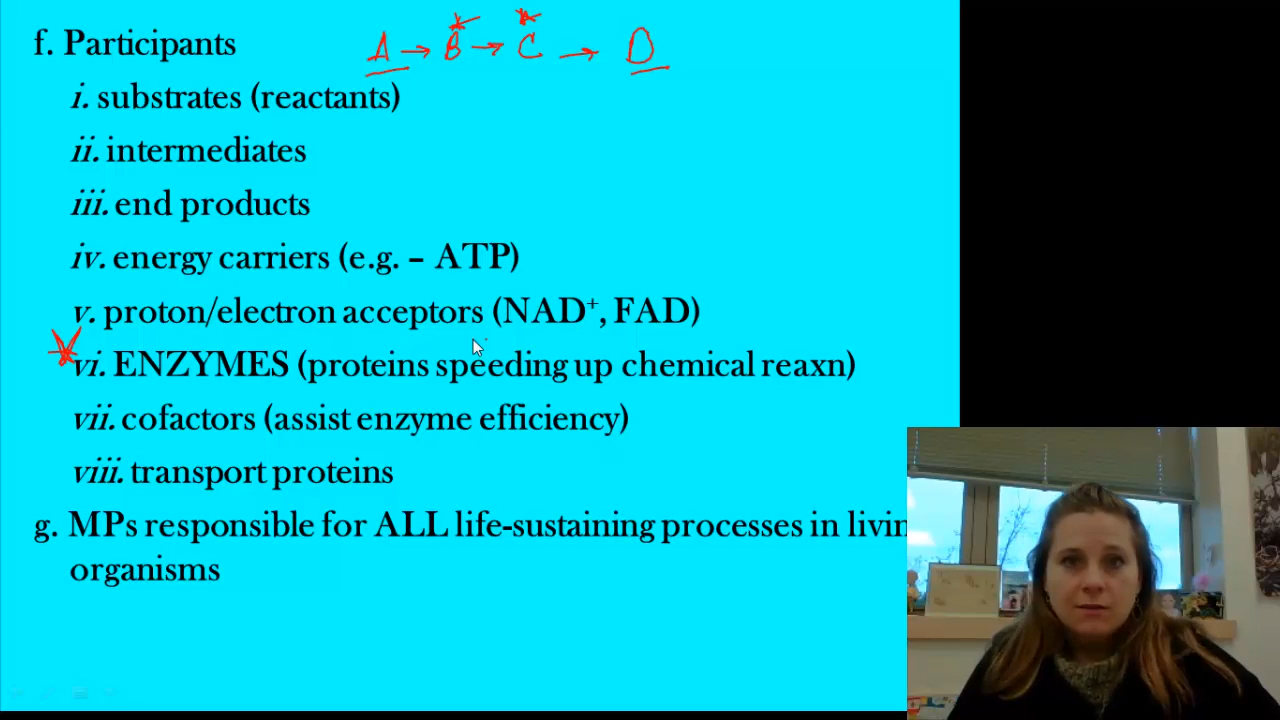 f. Participants A → B → C → D
i. substrates (reactants)
ii. intermediates
iii. end products
iv. energy carriers (e.g. – ATP)
v. proton/electron acceptors (NAD⁺, FAD)
vi. ENZYMES (proteins speeding up chemical reaxn)
vii. cofactors (assist enzyme efficiency)
viii. transport proteins
g. MPs responsible for ALL life-sustaining processes in livin
organisms